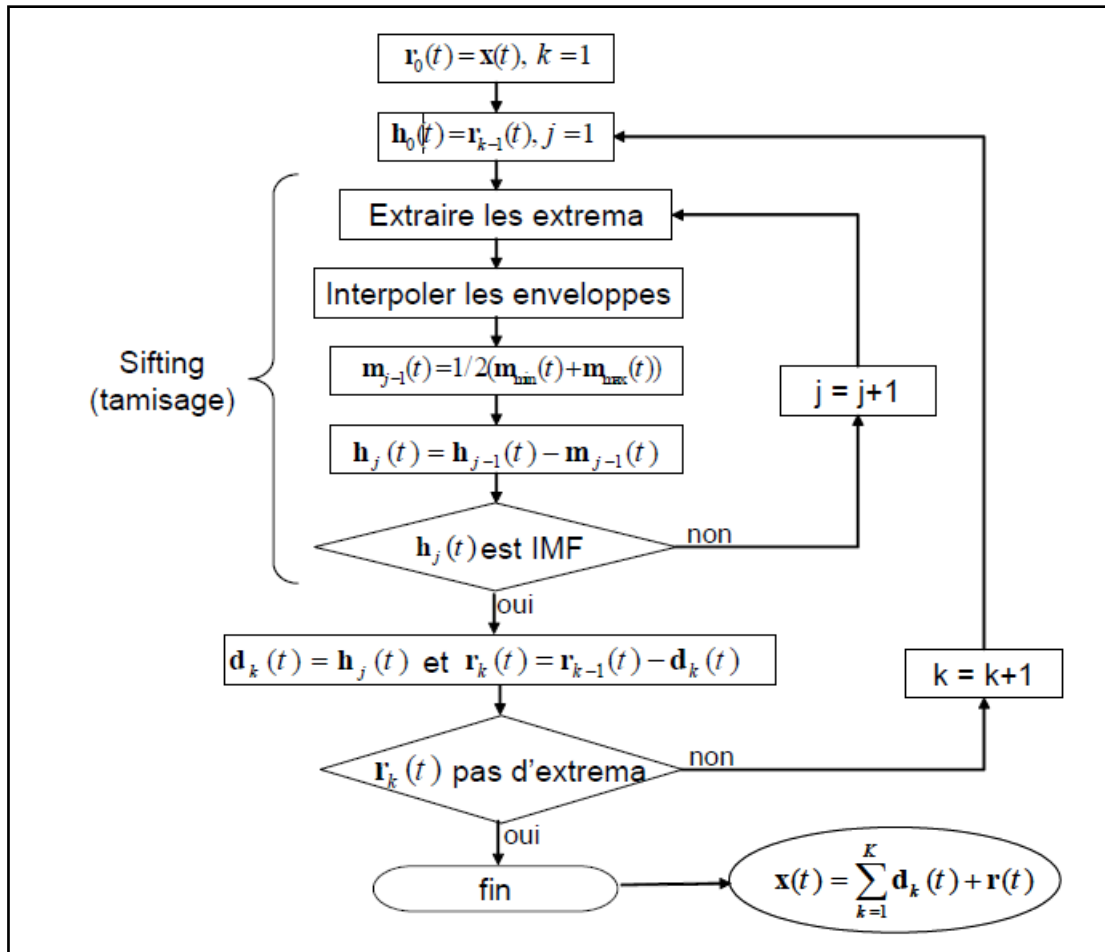 r₀(t)=x(t), k=1
h₀(t)=rₖ₋₁(t), j=1
Extraire les extrema
Interpoler les enveloppes
mⱼ₋₁(t)=1/2(m_min(t)+m_max(t))
Sifting
(tamisage)
j = j+1
hⱼ(t) = hⱼ₋₁(t) − mⱼ₋₁(t)
hⱼ(t) est IMF
non
oui
dₖ(t) = hⱼ(t) et rₖ(t) = rₖ₋₁(t) − dₖ(t)
k = k+1
rₖ(t) pas d'extrema
non
oui
fin
x(t) = ∑_{k=1}^{K} dₖ(t) + r(t)